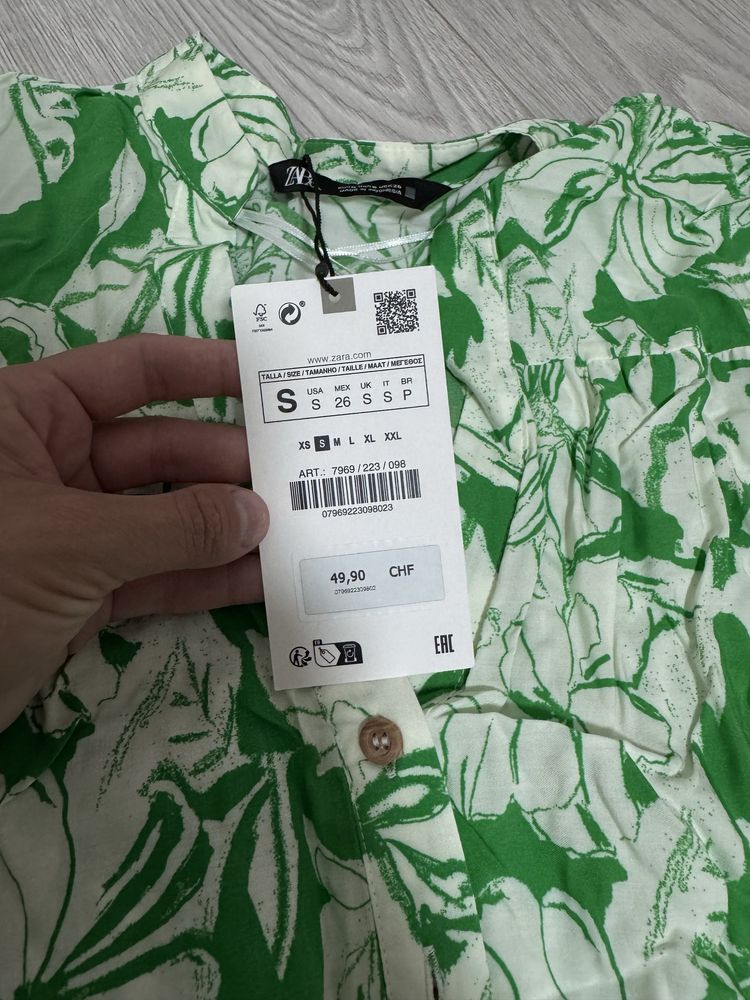 ZARA
FSC
www.zara.com
TALLA / SIZE / TAMANHO / TAILLE / MAAT / ΜΕΓΕΘΟΣ
S USA MEX UK IT BR
S 26 S S P
XS S M L XL XXL
ART.: 7969 / 223 / 098
07969223098023
49,90 CHF
EAC